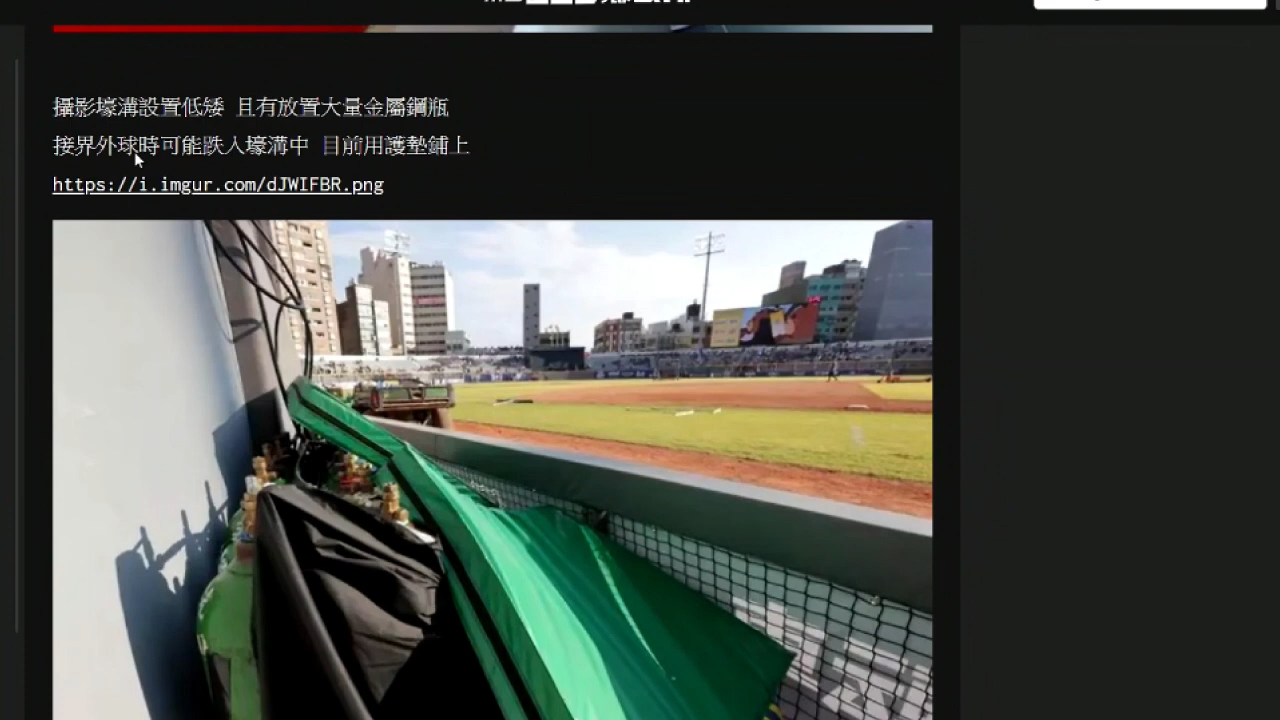 攝影壕溝設置低矮 且有放置大量金屬鋼瓶
接界外球時可能跌入壕溝中 目前用護墊鋪上
https://i.imgur.com/dJWIFBR.png